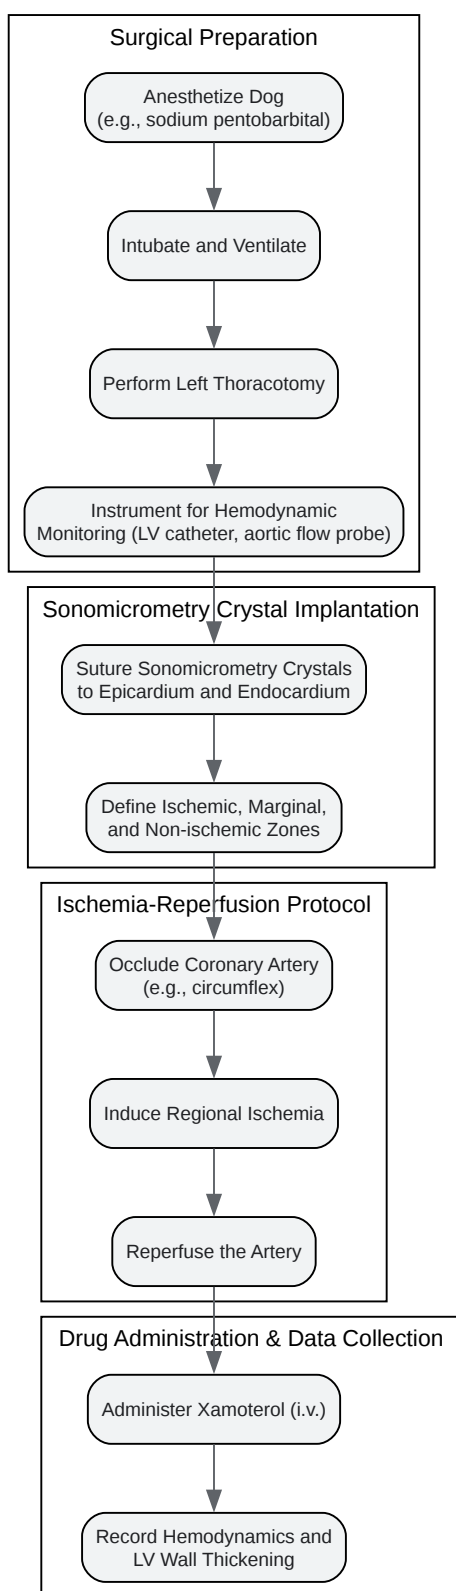 Surgical Preparation
Anesthetize Dog
(e.g., sodium pentobarbital)
Intubate and Ventilate
Perform Left Thoracotomy
Instrument for Hemodynamic
Monitoring (LV catheter, aortic flow probe)
Sonomicrometry Crystal Implantation
Suture Sonomicrometry Crystals
to Epicardium and Endocardium
Define Ischemic, Marginal,
and Non-ischemic Zones
Ischemia-Reperfusion Protocol
Occlude Coronary Artery
(e.g., circumflex)
Induce Regional Ischemia
Reperfuse the Artery
Drug Administration & Data Collection
Administer Xamoterol (i.v.)
Record Hemodynamics and
LV Wall Thickening